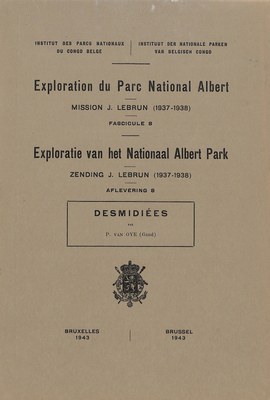 INSTITUT DES PARCS NATIONAUX
DU CONGO BELGE
INSTITUUT DER NATIONALE PARKEN
VAN BELGISCH CONGO
Exploration du Parc National Albert
MISSION J. LEBRUN (1937-1938)
FASCICULE 8
Exploratie van het Nationaal Albert Park
ZENDING J. LEBRUN (1937-1938)
AFLEVERING 8
DESMIDIÉES
PAR
P. VAN OYE (Gand)
BRUXELLES
1943
BRUSSEL
1943